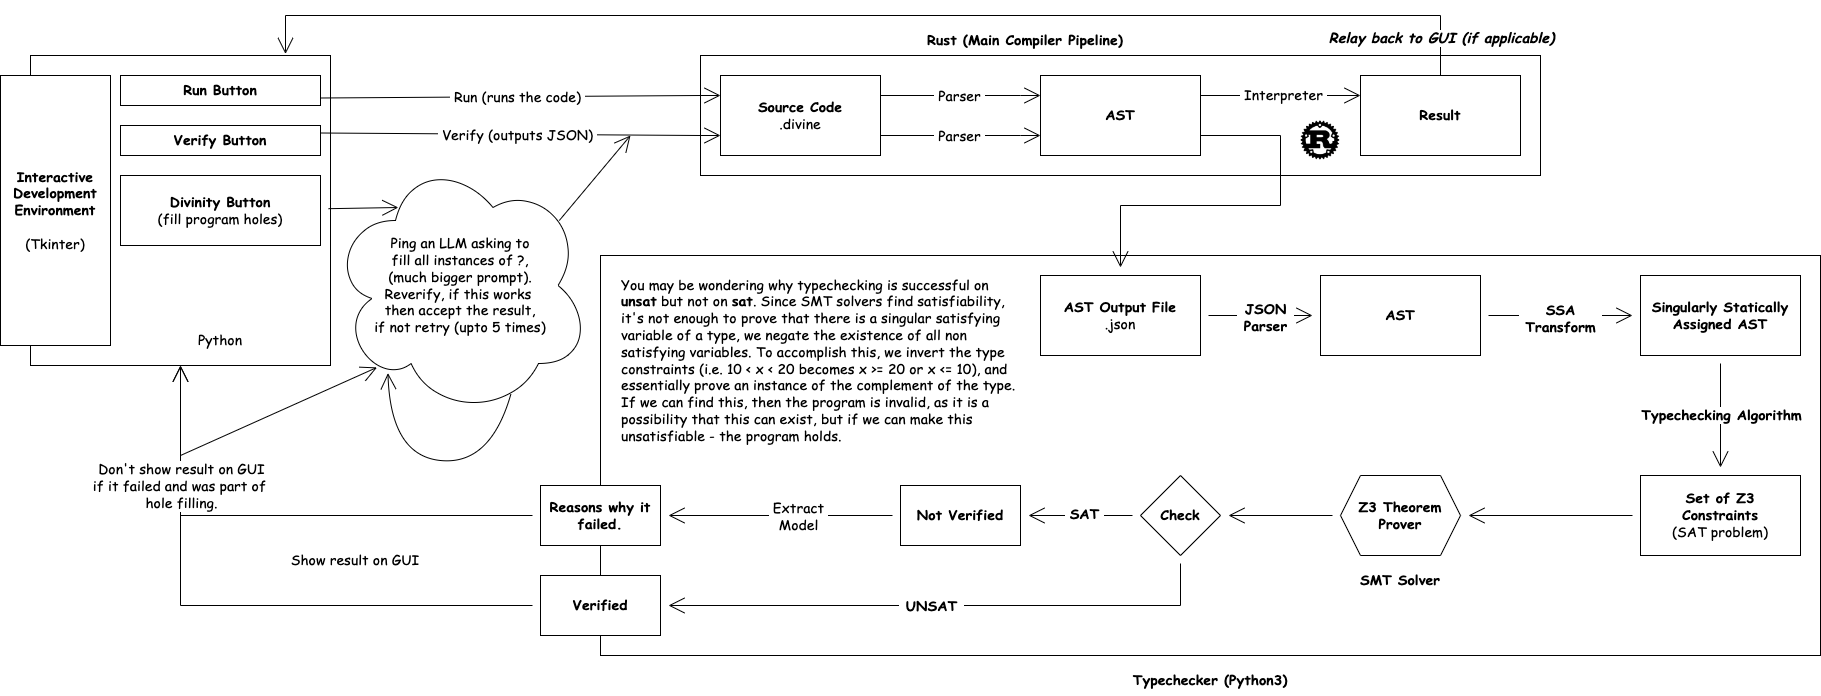 Rust (Main Compiler Pipeline)
Relay back to GUI (if applicable)
Interactive
Development
Environment
(Tkinter)
Run Button
Verify Button
Divinity Button
(fill program holes)
Python
Run (runs the code)
Verify (outputs JSON)
Source Code
.divine
Parser
Parser
AST
Interpreter
R
Result
Ping an LLM asking to
fill all instances of ?,
(much bigger prompt).
Reverify, if this works
then accept the result,
if not retry (upto 5 times)
You may be wondering why typechecking is successful on
unsat but not on sat. Since SMT solvers find satisfiability,
it's not enough to prove that there is a singular satisfying
variable of a type, we negate the existence of all non
satisfying variables. To accomplish this, we invert the type
constraints (i.e. 10 < x < 20 becomes x >= 20 or x <= 10), and
essentially prove an instance of the complement of the type.
If we can find this, then the program is invalid, as it is a
possibility that this can exist, but if we can make this
unsatisfiable - the program holds.
AST Output File
.json
JSON
Parser
AST
SSA
Transform
Singularly Statically
Assigned AST
Typechecking Algorithm
Set of Z3
Constraints
(SAT problem)
Z3 Theorem
Prover
SMT Solver
Check
SAT
Not Verified
Extract
Model
Reasons why it
failed.
Don't show result on GUI
if it failed and was part of
hole filling.
Show result on GUI
Verified
UNSAT
Typechecker (Python3)